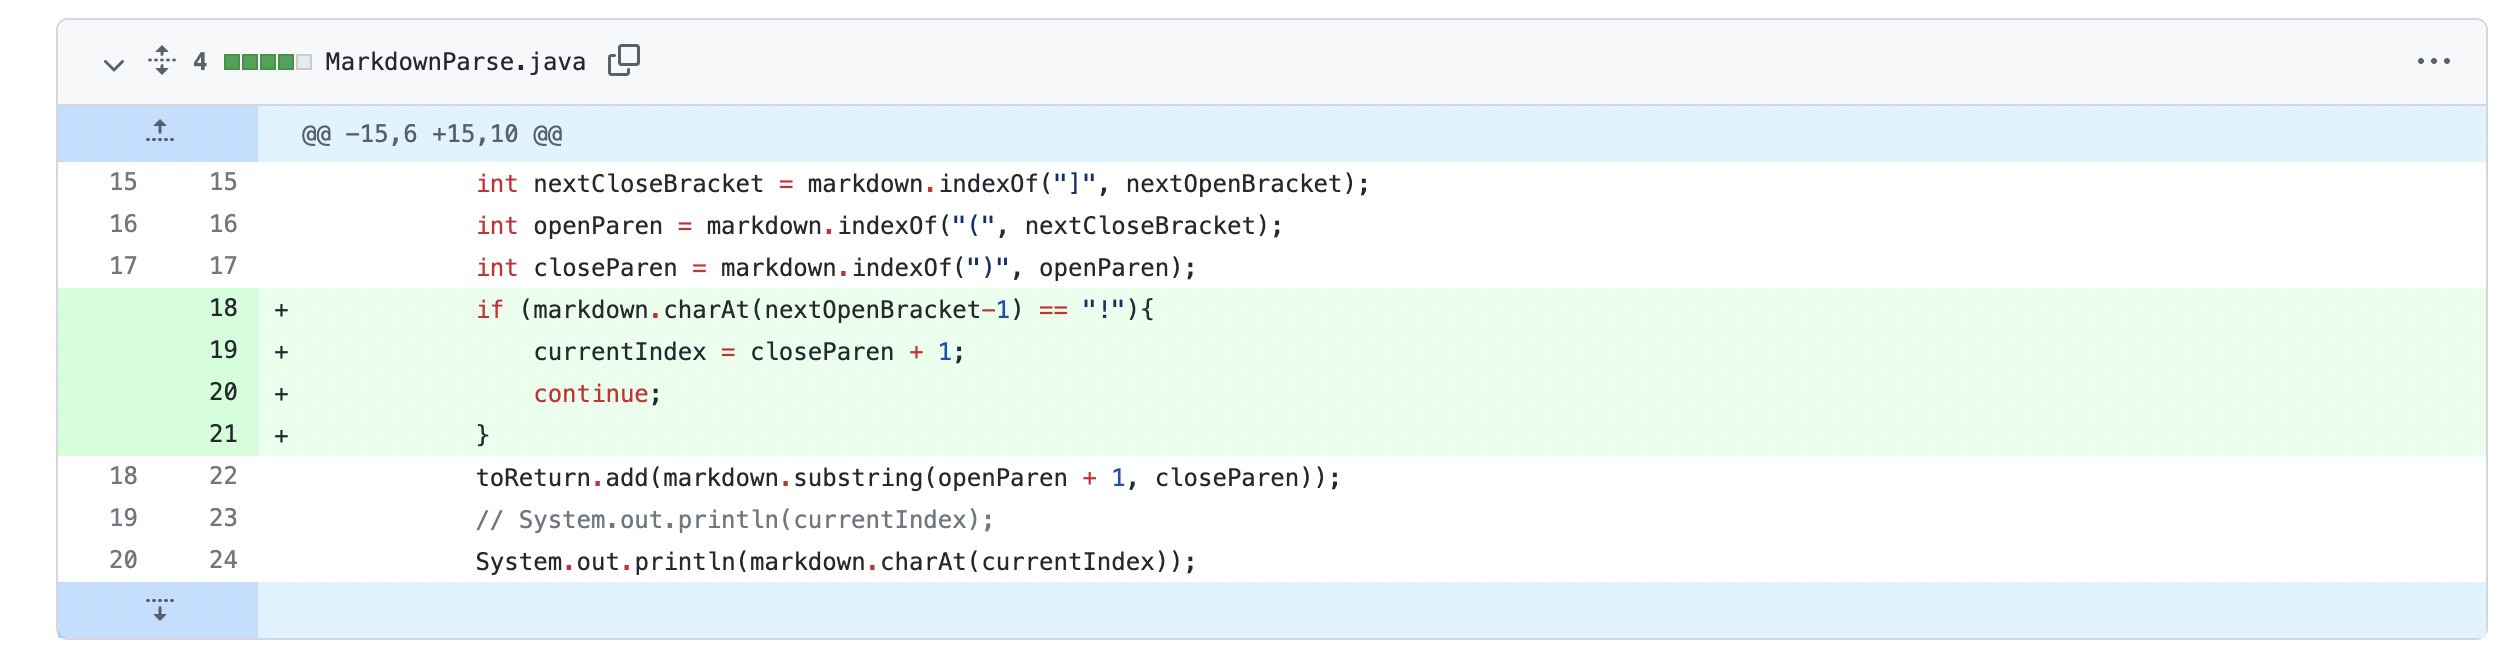 4 MarkdownParse.java
@@ -15,6 +15,10 @@
15 15 int nextCloseBracket = markdown.indexOf("]", nextOpenBracket);
16 16 int openParen = markdown.indexOf("(", nextCloseBracket);
17 17 int closeParen = markdown.indexOf(")", openParen);
18 + if (markdown.charAt(nextOpenBracket-1) == "!"){
19 + currentIndex = closeParen + 1;
20 + continue;
21 + }
18 22 toReturn.add(markdown.substring(openParen + 1, closeParen));
19 23 // System.out.println(currentIndex);
20 24 System.out.println(markdown.charAt(currentIndex));